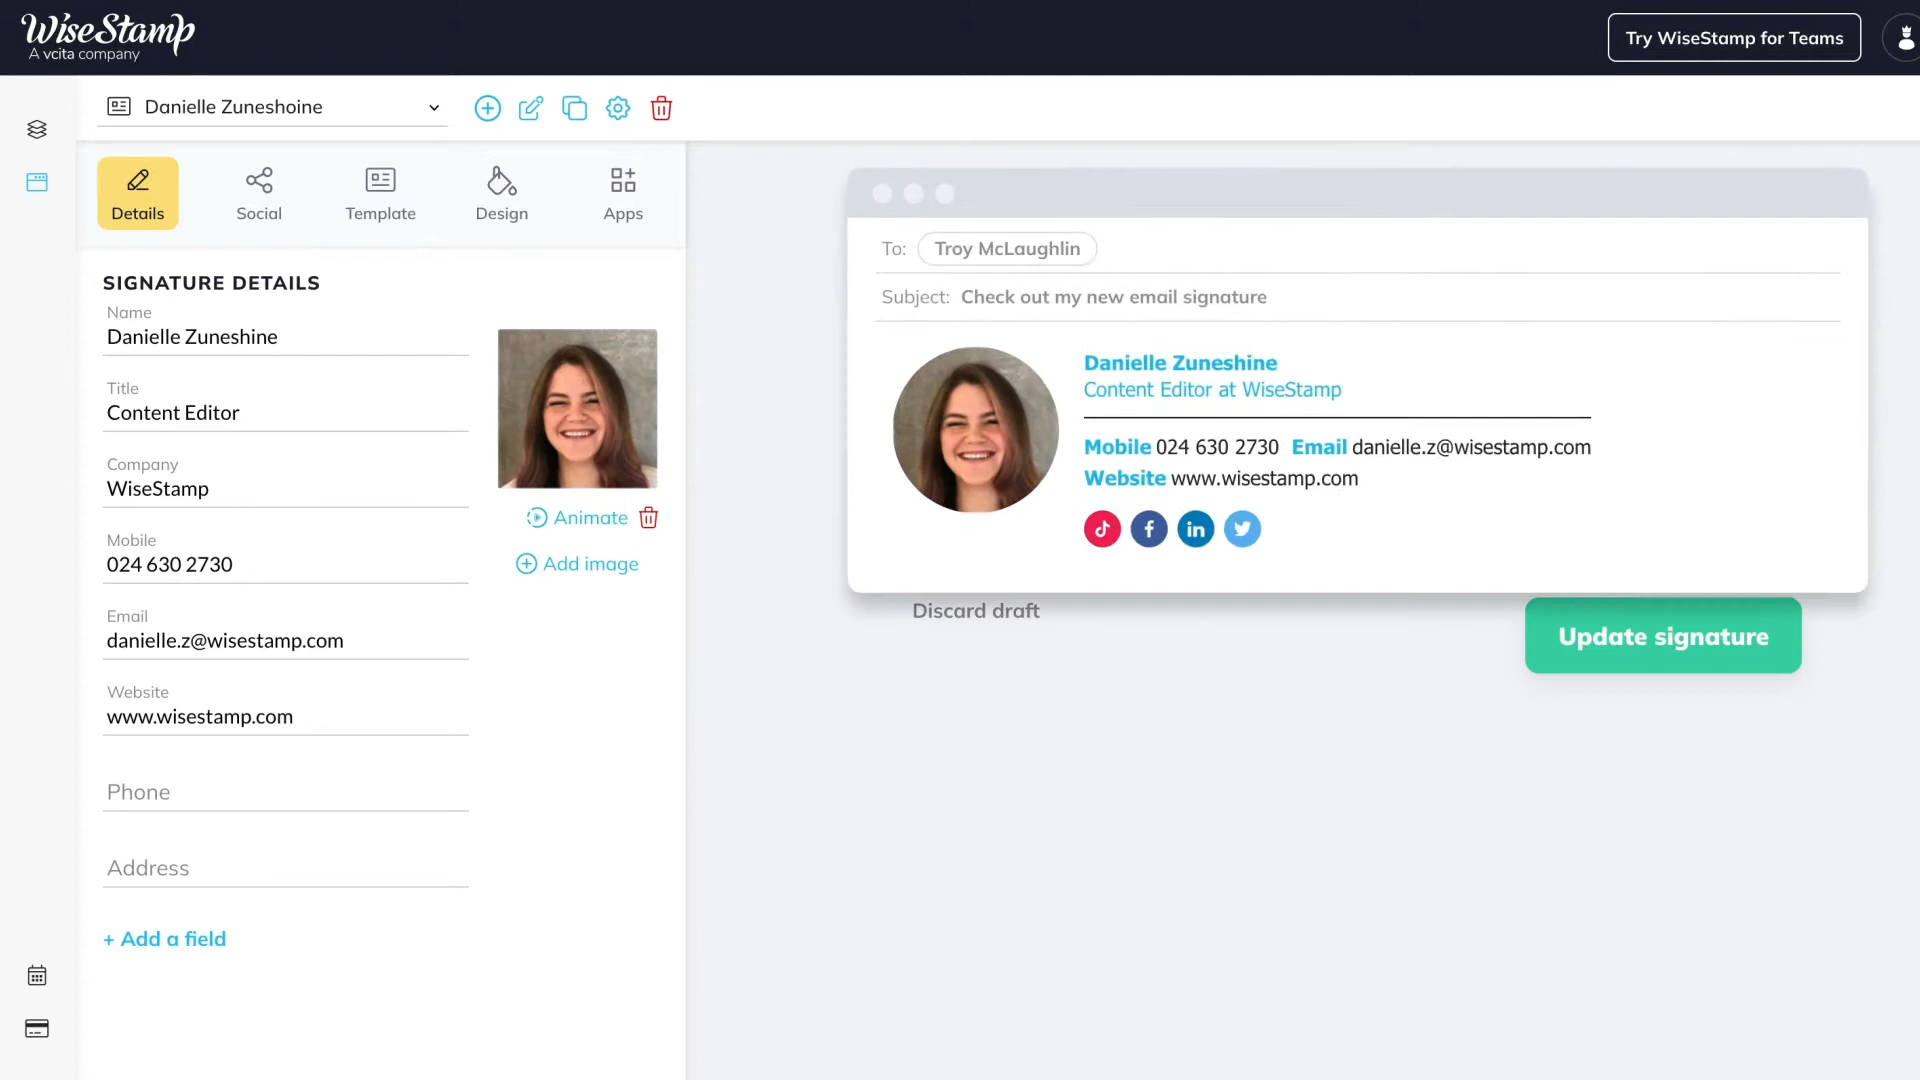 WiseStamp
A vcita company
Try WiseStamp for Teams
Danielle Zuneshoine
Details
Social
Template
Design
Apps
SIGNATURE DETAILS
Name
Danielle Zuneshine
Title
Content Editor
Company
WiseStamp
Mobile
024 630 2730
Email
danielle.z@wisestamp.com
Website
www.wisestamp.com
Phone
Address
+ Add a field
Animate
Add image
To: Troy McLaughlin
Subject: Check out my new email signature
Danielle Zuneshine
Content Editor at WiseStamp
Mobile 024 630 2730 Email danielle.z@wisestamp.com
Website www.wisestamp.com
f
in
Discard draft
Update signature